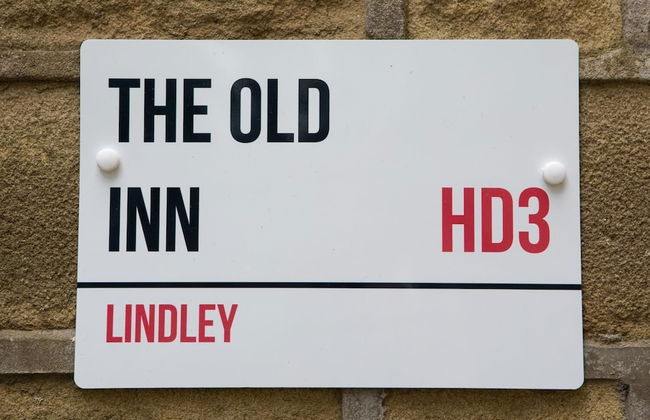 THE OLD
INN HD3
LINDLEY